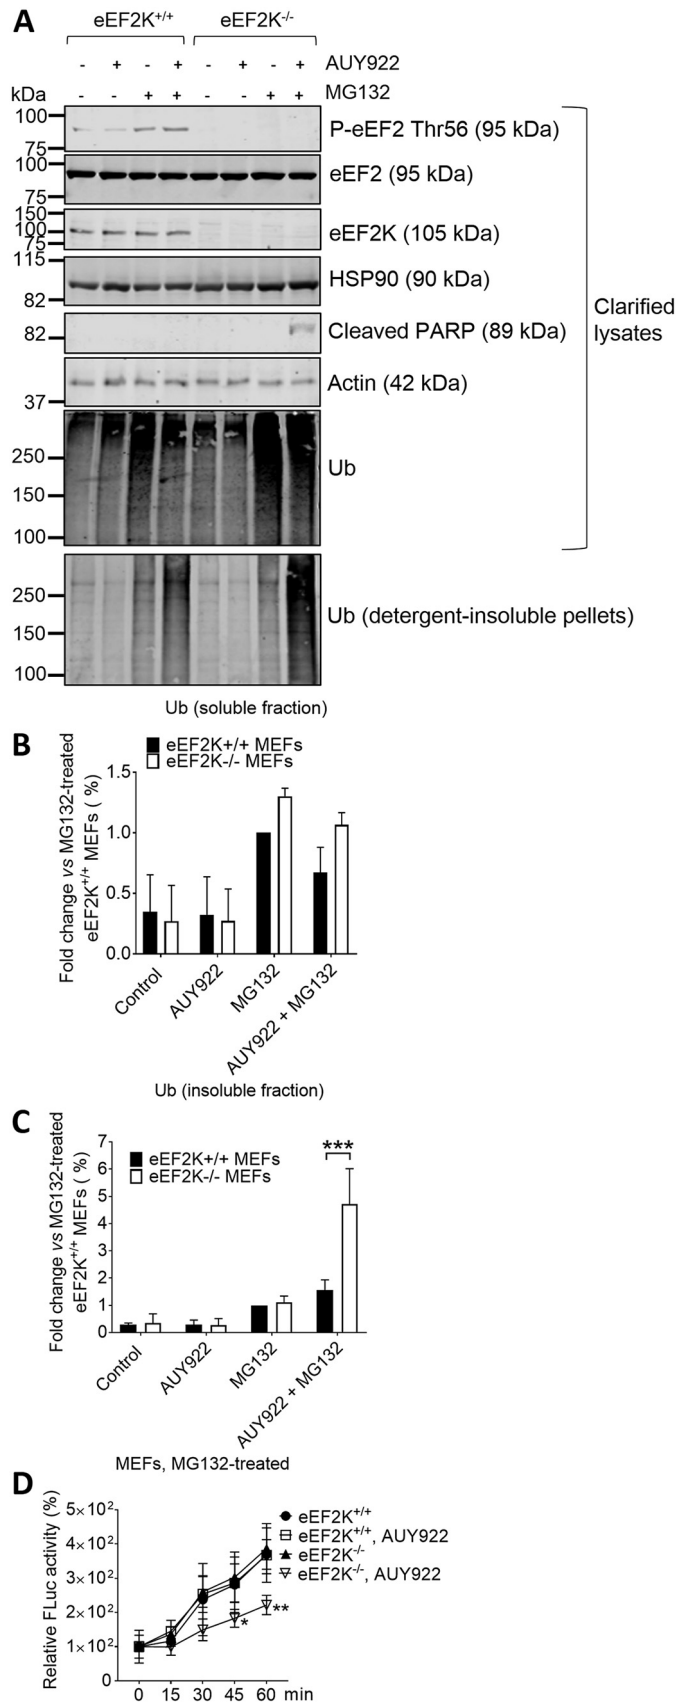 A
eEF2K+/+ eEF2K-/-
- + - + - + - + AUY922
kDa - - + + - - + + MG132
100
75
P-eEF2 Thr56 (95 kDa)
100
75
eEF2 (95 kDa)
150
100
75
eEF2K (105 kDa)
115
82
HSP90 (90 kDa)
82
Cleaved PARP (89 kDa)
37
Actin (42 kDa)
Clarified
lysates
250
150
100
Ub
250
150
100
Ub (detergent-insoluble pellets)
Ub (soluble fraction)
B
eEF2K+/+ MEFs
eEF2K-/- MEFs
Fold change vs MG132-treated
eEF2K+/+ MEFs ( %)
1.5
1.0
0.5
0.0
Control
AUY922
MG132
AUY922 + MG132
Ub (insoluble fraction)
C
eEF2K+/+ MEFs
eEF2K-/- MEFs
***
Fold change vs MG132-treated
eEF2K+/+ MEFs ( %)
7
6
5
4
3
2
1
0
Control
AUY922
MG132
AUY922 + MG132
MEFs, MG132-treated
D
Relative FLuc activity (%)
5×10²
4×10²
3×10²
2×10²
1×10²
0
eEF2K+/+
eEF2K+/+, AUY922
eEF2K-/-
eEF2K-/-, AUY922
*
**
0 15 30 45 60 min